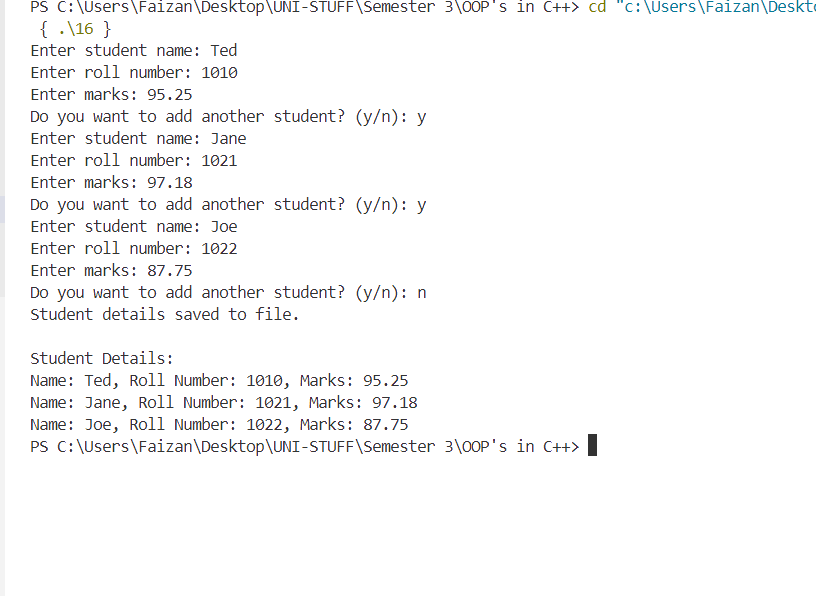 PS C:\Users\Faizan\Desktop\UNI-STUFF\Semester 3\OOP's in C++> cd "c:\Users\Faizan\Deskto
{ .\16 }
Enter student name: Ted
Enter roll number: 1010
Enter marks: 95.25
Do you want to add another student? (y/n): y
Enter student name: Jane
Enter roll number: 1021
Enter marks: 97.18
Do you want to add another student? (y/n): y
Enter student name: Joe
Enter roll number: 1022
Enter marks: 87.75
Do you want to add another student? (y/n): n
Student details saved to file.
Student Details:
Name: Ted, Roll Number: 1010, Marks: 95.25
Name: Jane, Roll Number: 1021, Marks: 97.18
Name: Joe, Roll Number: 1022, Marks: 87.75
PS C:\Users\Faizan\Desktop\UNI-STUFF\Semester 3\OOP's in C++>